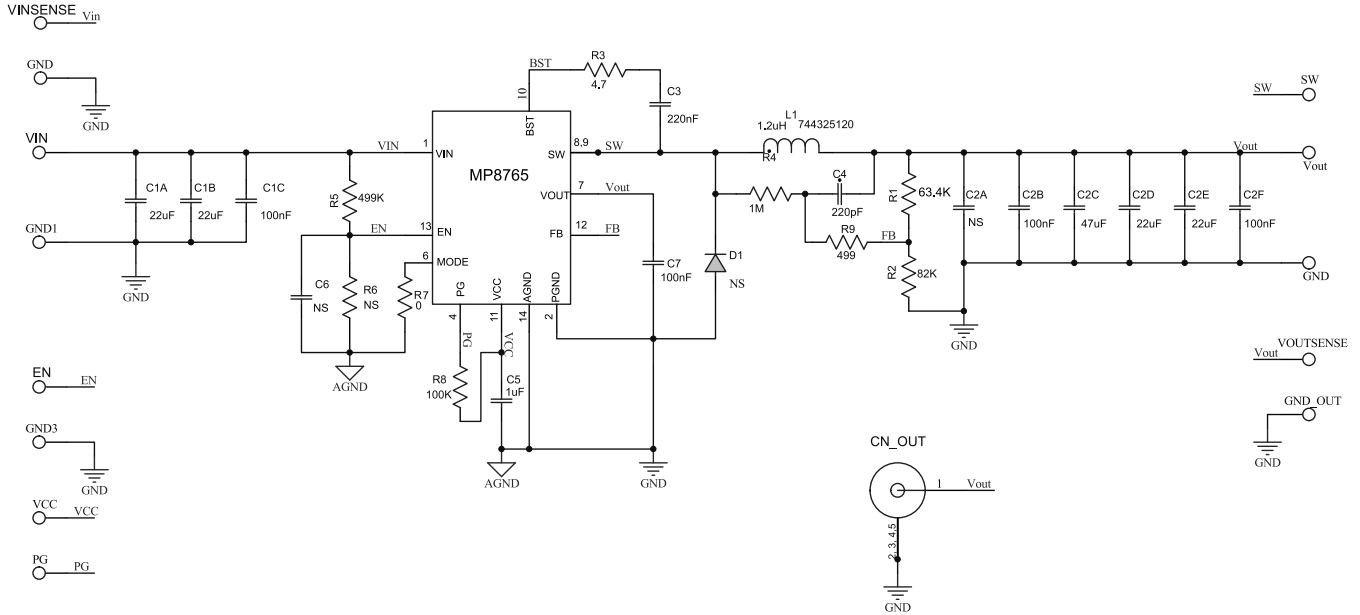 VINSENSE
Vin
GND
GND
VIN
VIN
C1A
22uF
C1B
22uF
C1C
100nF
GND1
GND
R5
499K
EN
C6
NS
R6
NS
R7
0
AGND
BST
R3
4.7
C3
220nF
10
BST
1
VIN
8,9
SW
SW
MP8765
7
VOUT
Vout
13
EN
12
FB
FB
6
MODE
PG
VCC
AGND
PGND
4
11
14
2
PG
VCC
C7
100nF
R8
100K
C5
1uF
AGND
GND
D1
NS
L1
1.2uH
744325120
R4
1M
C4
220pF
R9
499
FB
R1
63.4K
R2
82K
C2A
NS
C2B
100nF
C2C
47uF
C2D
22uF
C2E
22uF
C2F
100nF
GND
SW
SW
Vout
Vout
GND
VOUTSENSE
Vout
GND_OUT
GND
EN
EN
GND3
GND
VCC
VCC
PG
PG
CN_OUT
1
Vout
2, 3, 4,5
GND